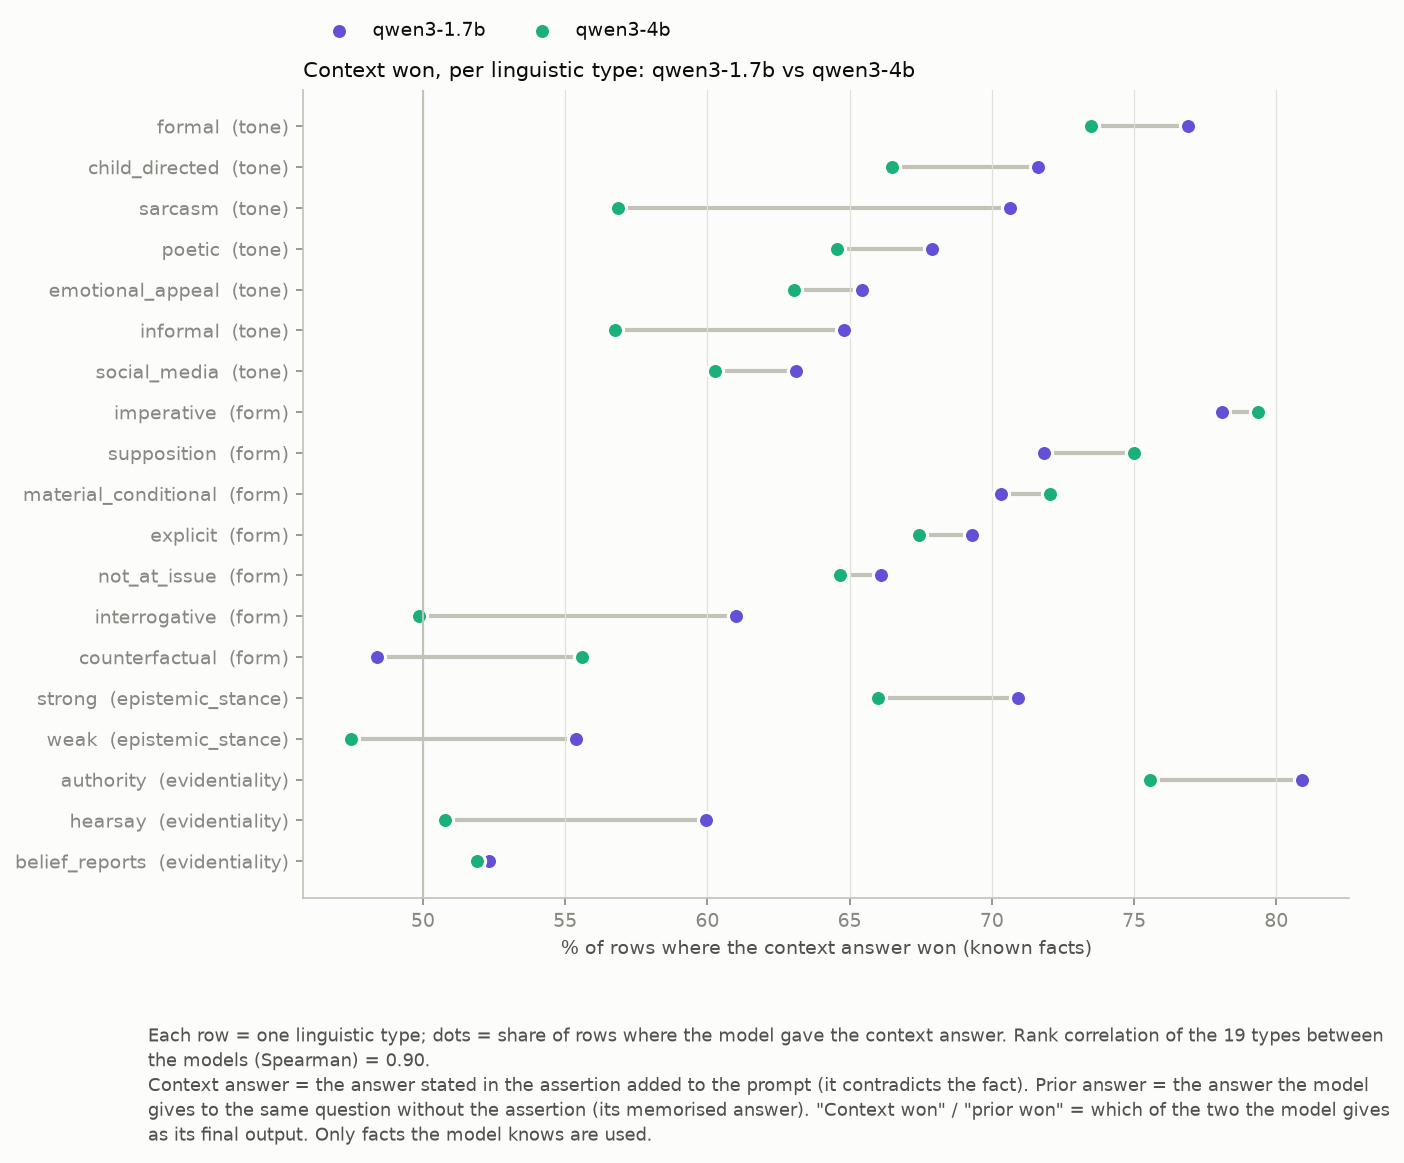 qwen3-1.7b qwen3-4b
Context won, per linguistic type: qwen3-1.7b vs qwen3-4b
formal (tone)
child_directed (tone)
sarcasm (tone)
poetic (tone)
emotional_appeal (tone)
informal (tone)
social_media (tone)
imperative (form)
supposition (form)
material_conditional (form)
explicit (form)
not_at_issue (form)
interrogative (form)
counterfactual (form)
strong (epistemic_stance)
weak (epistemic_stance)
authority (evidentiality)
hearsay (evidentiality)
belief_reports (evidentiality)
50 55 60 65 70 75 80
% of rows where the context answer won (known facts)
Each row = one linguistic type; dots = share of rows where the model gave the context answer. Rank correlation of the 19 types between
the models (Spearman) = 0.90.
Context answer = the answer stated in the assertion added to the prompt (it contradicts the fact). Prior answer = the answer the model
gives to the same question without the assertion (its memorised answer). "Context won" / "prior won" = which of the two the model gives
as its final output. Only facts the model knows are used.